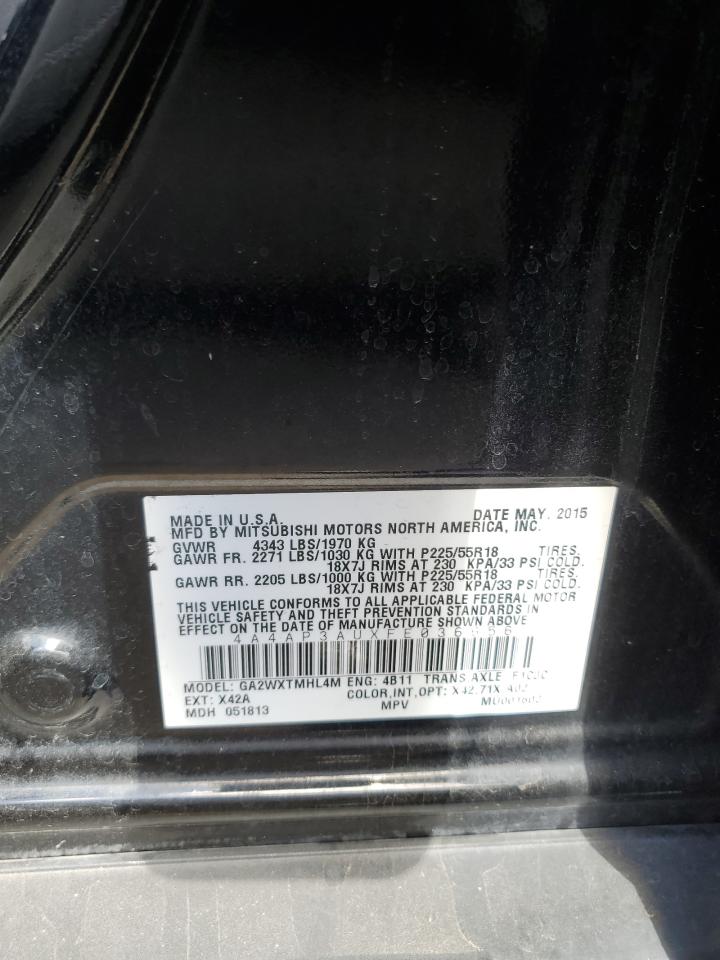 MADE IN U.S.A. DATE MAY. 2015
MFD BY MITSUBISHI MOTORS NORTH AMERICA, INC.
GVWR 4343 LBS/1970 KG
GAWR FR. 2271 LBS/1030 KG WITH P225/55R18 TIRES.
18X7J RIMS AT 230 KPA/33 PSI COLD.
GAWR RR. 2205 LBS/1000 KG WITH P225/55R18 TIRES.
18X7J RIMS AT 230 KPA/33 PSI COLD.
THIS VEHICLE CONFORMS TO ALL APPLICABLE FEDERAL MOTOR
VEHICLE SAFETY AND THEFT PREVENTION STANDARDS IN
EFFECT ON THE DATE OF MANUFACTURE SHOWN ABOVE
MODEL: GA2WXTMHL4M ENG: 4B11 TRANS AXLE
EXT: X42A COLOR,INT,OPT: X42,71X
MDH 051813 MPV